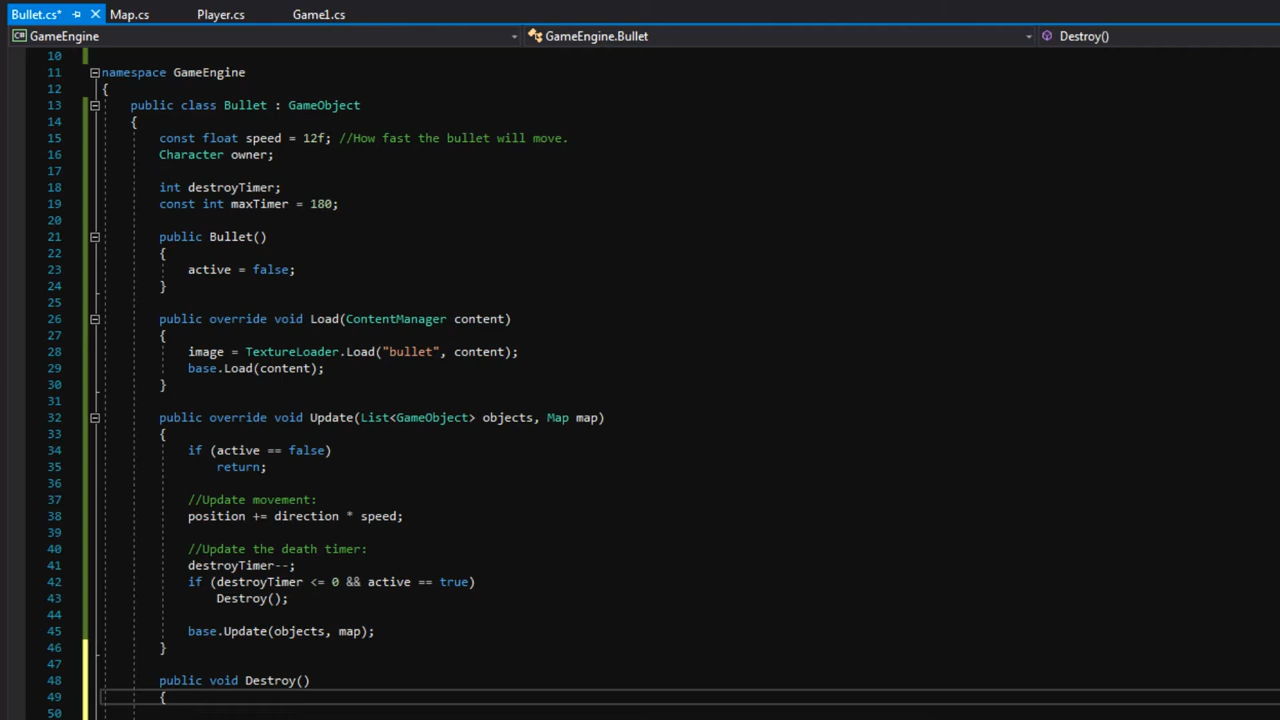 Bullet.cs* Map.cs Player.cs Game1.cs
C# GameEngine GameEngine.Bullet Destroy()
10
11 namespace GameEngine
12 {
13 public class Bullet : GameObject
14 {
15 const float speed = 12f; //How fast the bullet will move.
16 Character owner;
17
18 int destroyTimer;
19 const int maxTimer = 180;
20
21 public Bullet()
22 {
23 active = false;
24 }
25
26 public override void Load(ContentManager content)
27 {
28 image = TextureLoader.Load("bullet", content);
29 base.Load(content);
30 }
31
32 public override void Update(List<GameObject> objects, Map map)
33 {
34 if (active == false)
35 return;
36
37 //Update movement:
38 position += direction * speed;
39
40 //Update the death timer:
41 destroyTimer--;
42 if (destroyTimer <= 0 && active == true)
43 Destroy();
44
45 base.Update(objects, map);
46 }
47
48 public void Destroy()
49 {
50